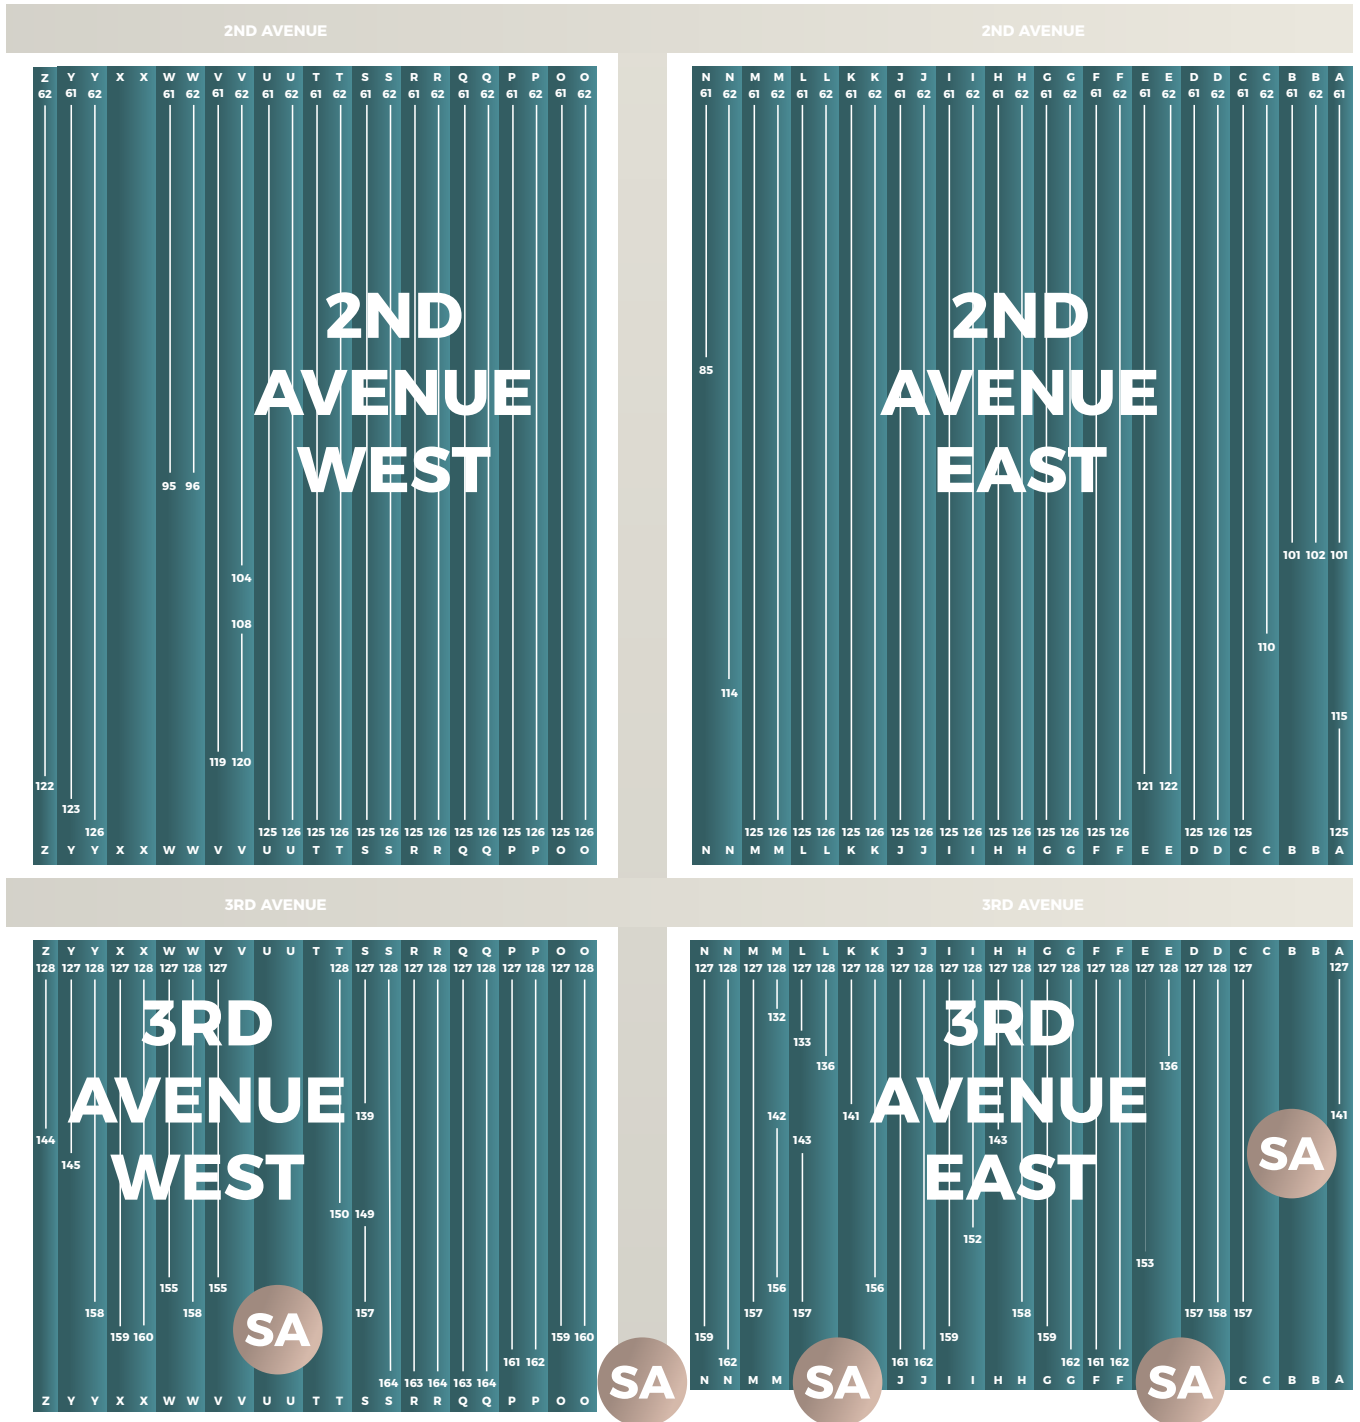 2ND AVENUE 2ND AVENUE
Z Y Y X X W W V V U U T T S S R R Q Q P P O O N N M M L L K K J J I I H H G G F F E E D D C C B B A
62 61 62 61 62 61 62 61 62 61 62 61 62 61 62 61 62 61 62 61 62 61 62 61 62 61 62 61 62 61 62 61 62 61 62 61 62 61 62 61 62 61 62 61 62 61
2ND 2ND
AVENUE AVENUE
WEST EAST
85
95 96
101 102 101
104
108
110
114
115
119 120
122 121 122
123
126 125 126 125 126 125 126 125 126 125 126 125 126 125 126 125 126 125 126 125 126 125 126 125 126 125 126 125 126 125 126 125 126 125 125
Z Y Y X X W W V V U U T T S S R R Q Q P P O O N N M M L L K K J J I I H H G G F F E E D D C C B B A
3RD AVENUE 3RD AVENUE
Z Y Y X X W W V V U U T T S S R R Q Q P P O O N N M M L L K K J J I I H H G G F F E E D D C C B B A
128 127 128 127 128 127 128 127 128 127 128 127 128 127 128 127 128 127 128 127 128 127 128 127 128 127 128 127 128 127 128 127 128 127 128 127 128 127 128 127 127
3RD 3RD
AVENUE AVENUE
WEST EAST
132
133
136 136
139 142 141 141
144 143 143
SA
145
150 149
152
153
155 155 156 156
158 158 157 157 157 158 157 158 157
SA
159 160 159 160 159 159 159
161 162 162 161 162 162 161 162
164 163 164 163 164
SA SA SA
N N M M J J I I H H G G F F C C B B A
Z Y Y X X W W V V U U T T S S R R Q Q P P O O